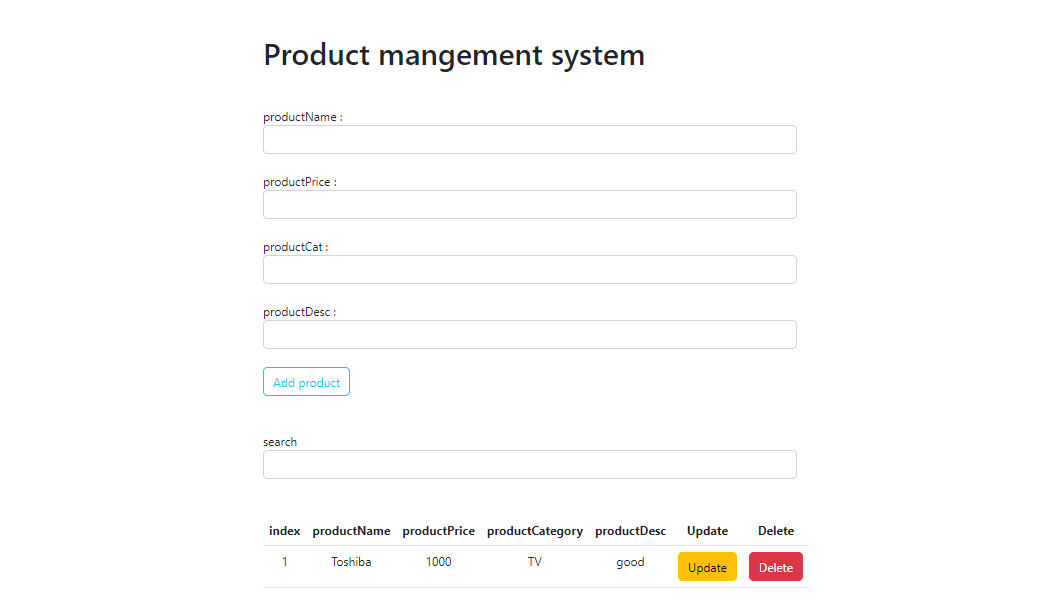 Product mangement system
productName :
productPrice :
productCat :
productDesc :
Add product
search
index productName productPrice productCategory productDesc Update Delete
1 Toshiba 1000 TV good Update Delete